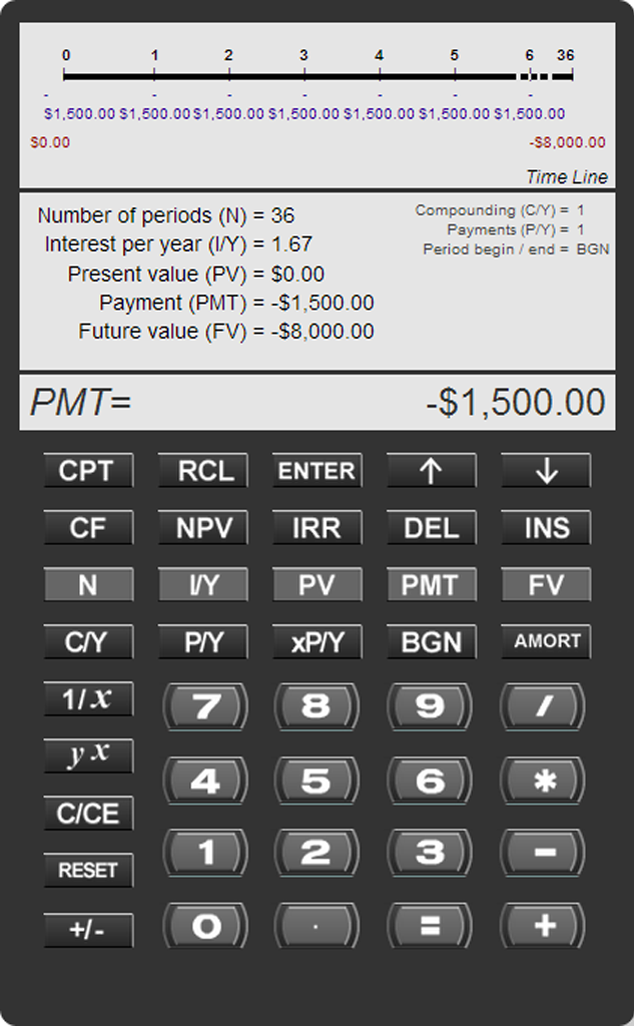 0 1 2 3 4 5 6 36
- - - - - - -
$1,500.00 $1,500.00 $1,500.00 $1,500.00 $1,500.00 $1,500.00 $1,500.00
$0.00 -$8,000.00
Time Line
Number of periods (N) = 36
Interest per year (I/Y) = 1.67
Present value (PV) = $0.00
Payment (PMT) = -$1,500.00
Future value (FV) = -$8,000.00
Compounding (C/Y) = 1
Payments (P/Y) = 1
Period begin / end = BGN
PMT= -$1,500.00
CPT RCL ENTER ↑ ↓
CF NPV IRR DEL INS
N I/Y PV PMT FV
C/Y P/Y xP/Y BGN AMORT
1/x 7 8 9 /
y x 4 5 6 *
C/CE 1 2 3 -
RESET
+/- 0 . = +